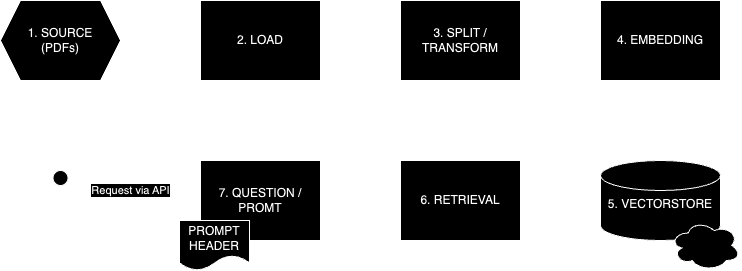 1. SOURCE
(PDFs)
2. LOAD
3. SPLIT /
TRANSFORM
4. EMBEDDING
Request via API
7. QUESTION /
PROMT
PROMPT
HEADER
6. RETRIEVAL
5. VECTORSTORE